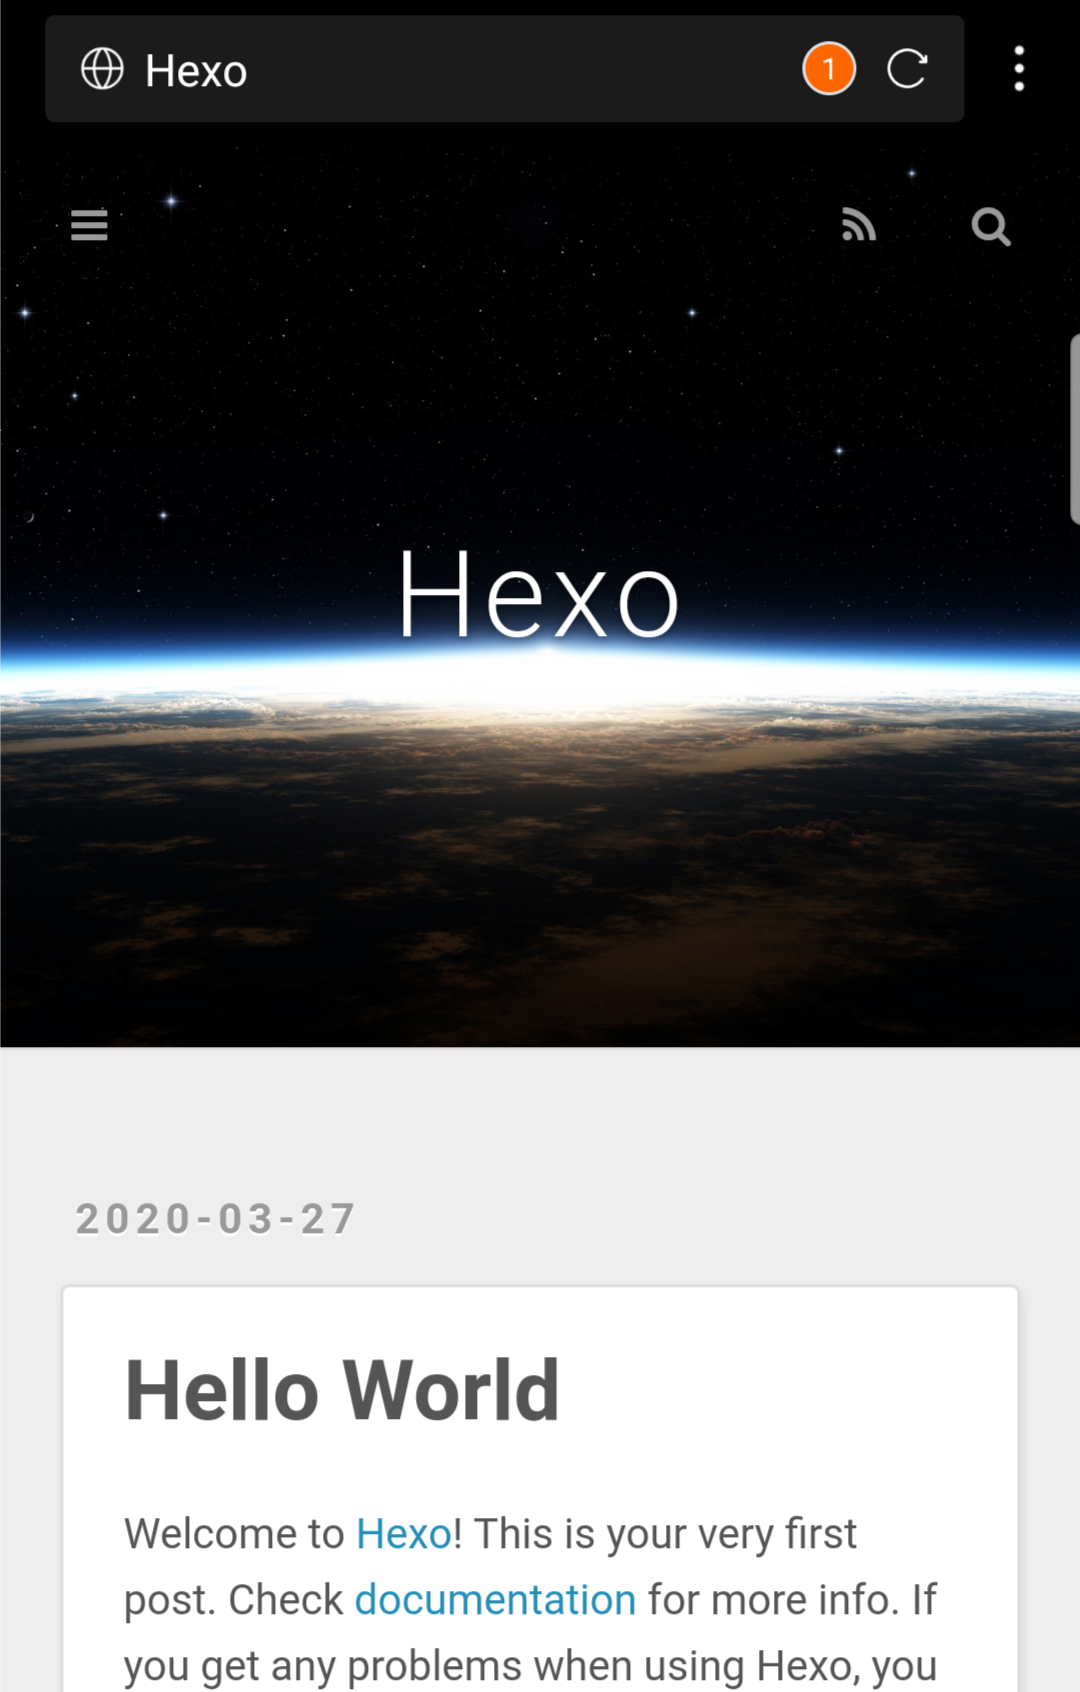 Hexo
1
Hexo
2020-03-27
Hello World
Welcome to Hexo! This is your very first
post. Check documentation for more info. If
you get any problems when using Hexo, you